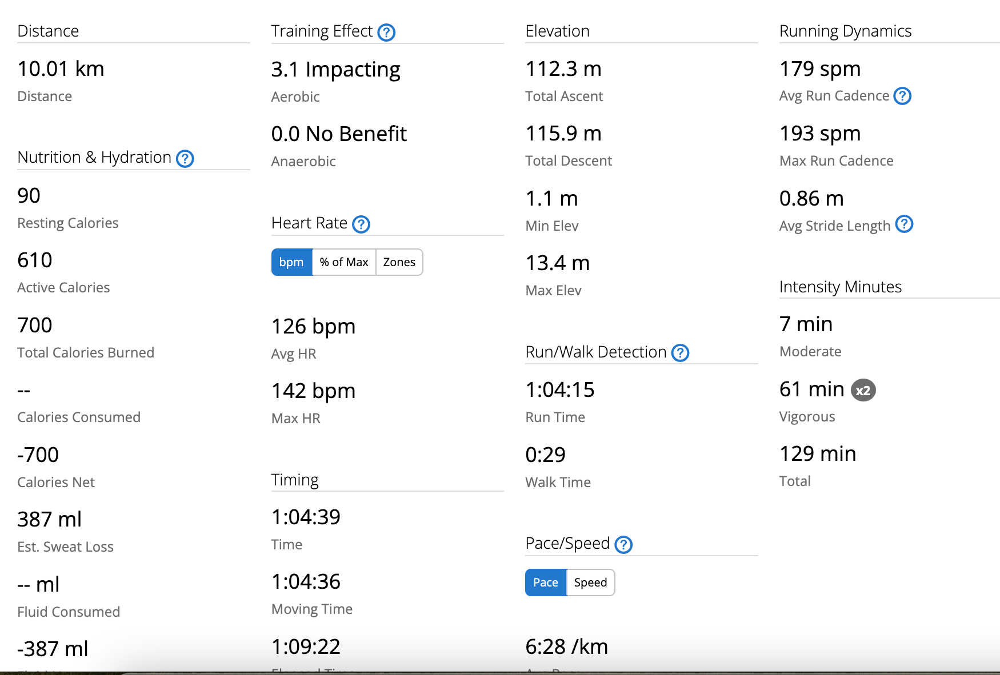 Distance
10.01 km
Distance
Nutrition & Hydration ?
90
Resting Calories
610
Active Calories
700
Total Calories Burned
--
Calories Consumed
-700
Calories Net
387 ml
Est. Sweat Loss
-- ml
Fluid Consumed
-387 ml
Training Effect ?
3.1 Impacting
Aerobic
0.0 No Benefit
Anaerobic
Heart Rate ?
bpm % of Max Zones
126 bpm
Avg HR
142 bpm
Max HR
Timing
1:04:39
Time
1:04:36
Moving Time
1:09:22
Elevation
112.3 m
Total Ascent
115.9 m
Total Descent
1.1 m
Min Elev
13.4 m
Max Elev
Run/Walk Detection ?
1:04:15
Run Time
0:29
Walk Time
Pace/Speed ?
Pace Speed
6:28 /km
Running Dynamics
179 spm
Avg Run Cadence ?
193 spm
Max Run Cadence
0.86 m
Avg Stride Length ?
Intensity Minutes
7 min
Moderate
61 min x2
Vigorous
129 min
Total